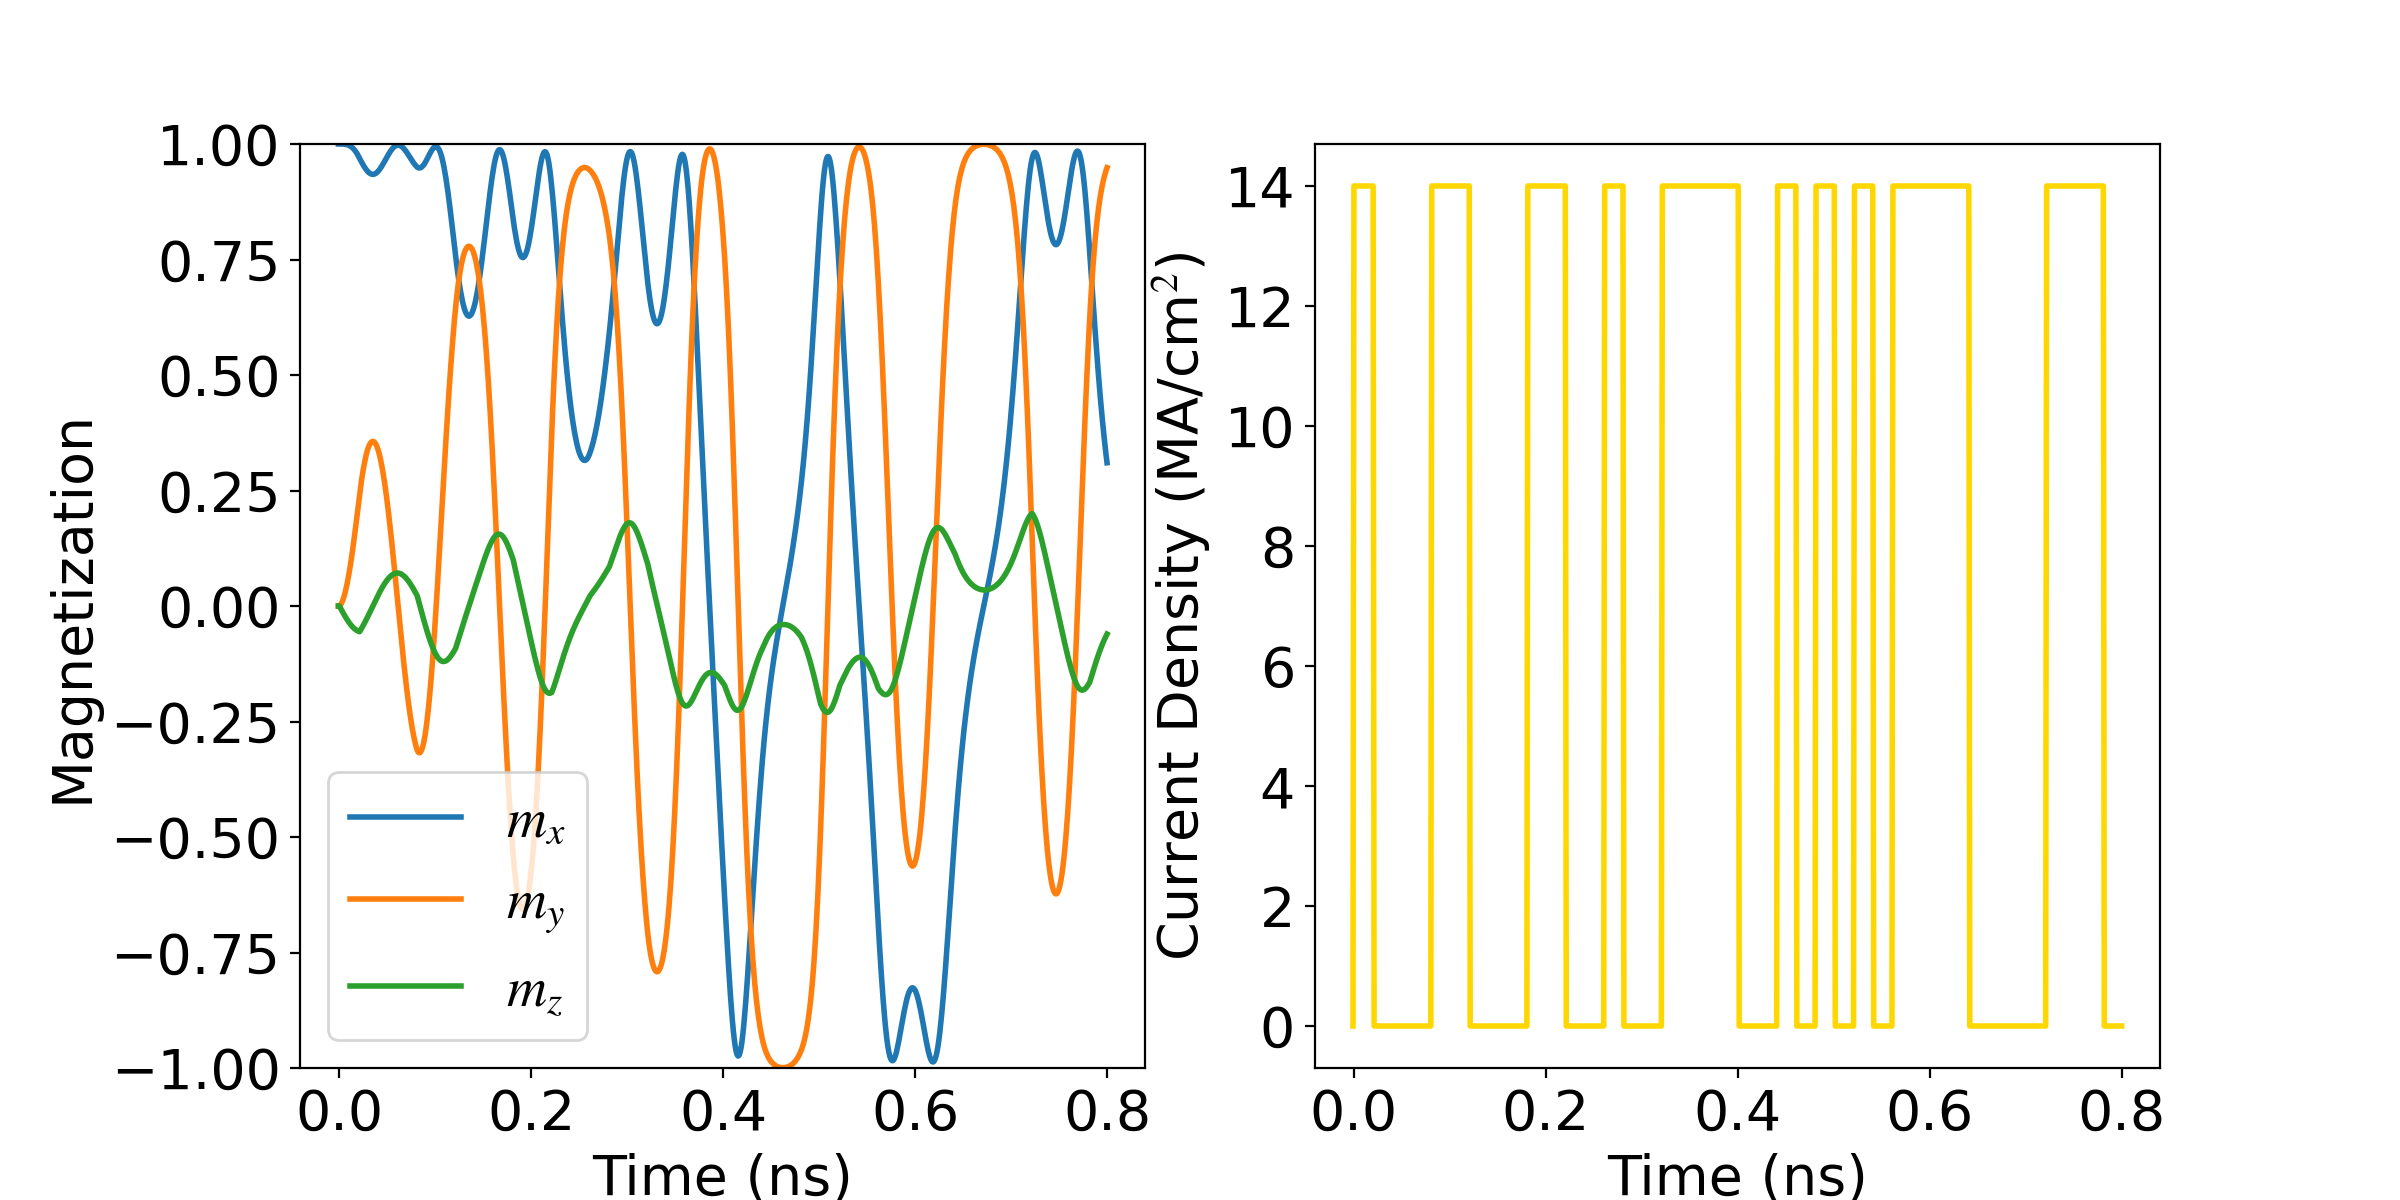 Magnetization
1.00
0.75
0.50
0.25
0.00
−0.25
−0.50
−0.75
−1.00
m_x
m_y
m_z
0.0 0.2 0.4 0.6 0.8
Time (ns)
Current Density (MA/cm²)
14
12
10
8
6
4
2
0
0.0 0.2 0.4 0.6 0.8
Time (ns)